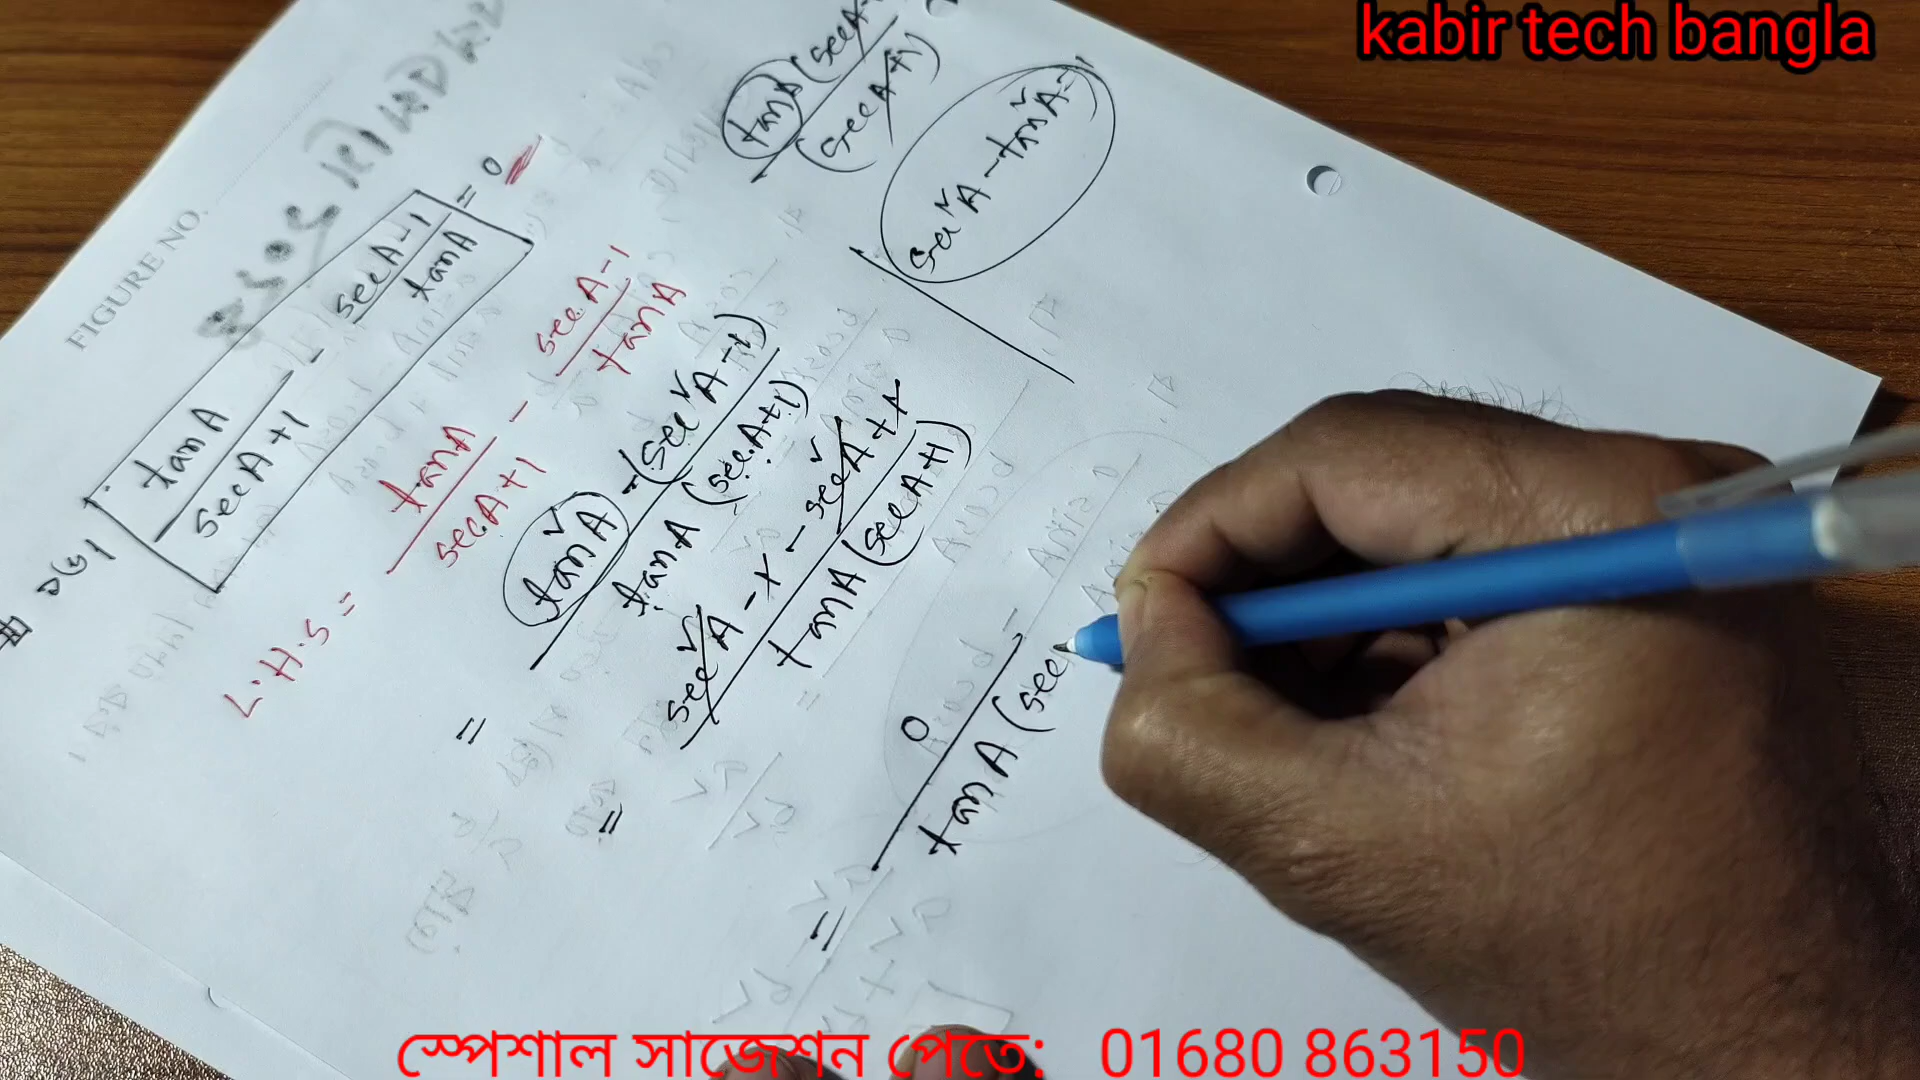 kabir tech bangla
FIGURE NO.
tanA / secA+1 - secA-1 / tanA = 0
L.H.S = tanA / secA+1 - secA-1 / tanA
= tan²A - (sec²A-1) / tanA (secA+1)
= sec²A - 1 - sec²A + 1 / tanA (secA+1)
= 0 / tanA (sec
tanA (secA- / (secA+1)
sec²A - tan²A =
স্পেশাল সাজেশন পেতে: 01680 863150